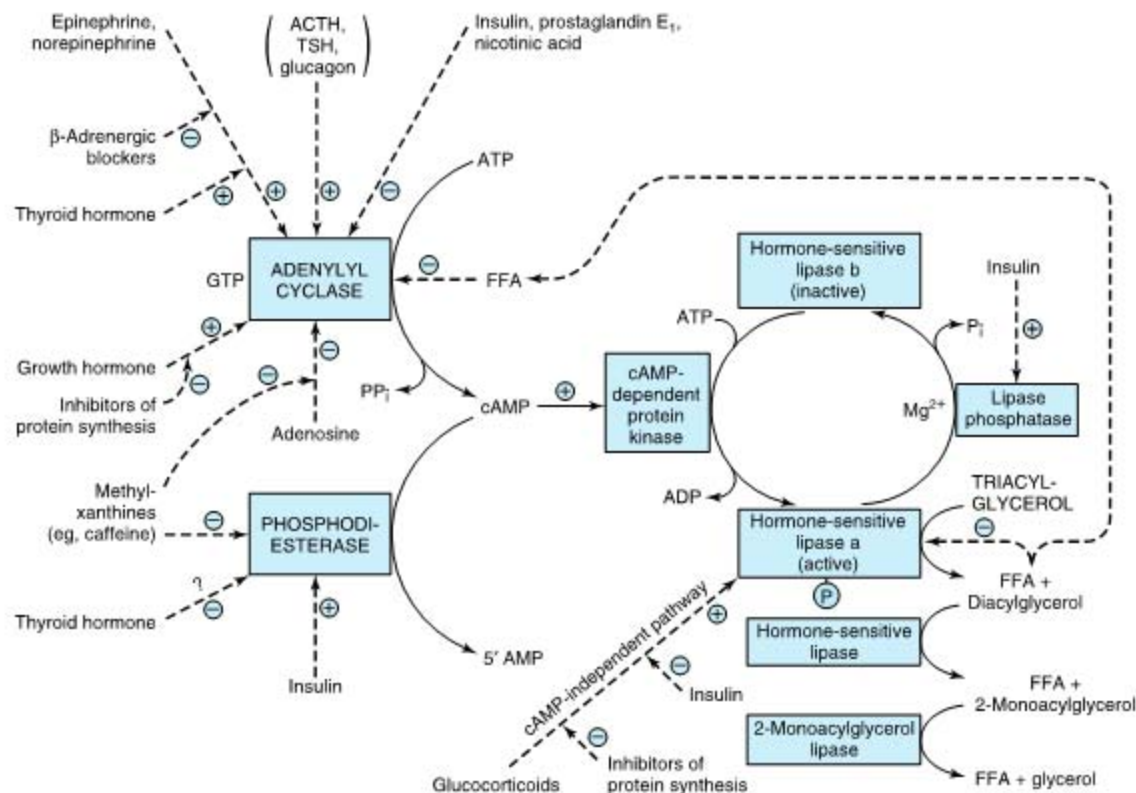 Epinephrine,
norepinephrine
ACTH,
TSH,
glucagon
Insulin, prostaglandin E₁,
nicotinic acid
β-Adrenergic
blockers
−
Thyroid hormone
+
+
+
−
ATP
GTP
ADENYLYL
CYCLASE
−
FFA
Hormone-sensitive
lipase b
(inactive)
Insulin
+
Growth hormone
+
−
Inhibitors of
protein synthesis
−
−
Adenosine
PPi
cAMP
+
ATP
cAMP-
dependent
protein
kinase
ADP
Pi
Mg²⁺
Lipase
phosphatase
Methyl-
xanthines
(eg, caffeine)
−
PHOSPHODI-
ESTERASE
Hormone-sensitive
lipase a
(active)
P
TRIACYL-
GLYCEROL
−
FFA +
Diacylglycerol
Thyroid hormone
?
−
+
Insulin
5′ AMP
cAMP-independent pathway
+
−
Insulin
−
Glucocorticoids
Inhibitors of
protein synthesis
Hormone-sensitive
lipase
FFA +
2-Monoacylglycerol
2-Monoacylglycerol
lipase
FFA + glycerol